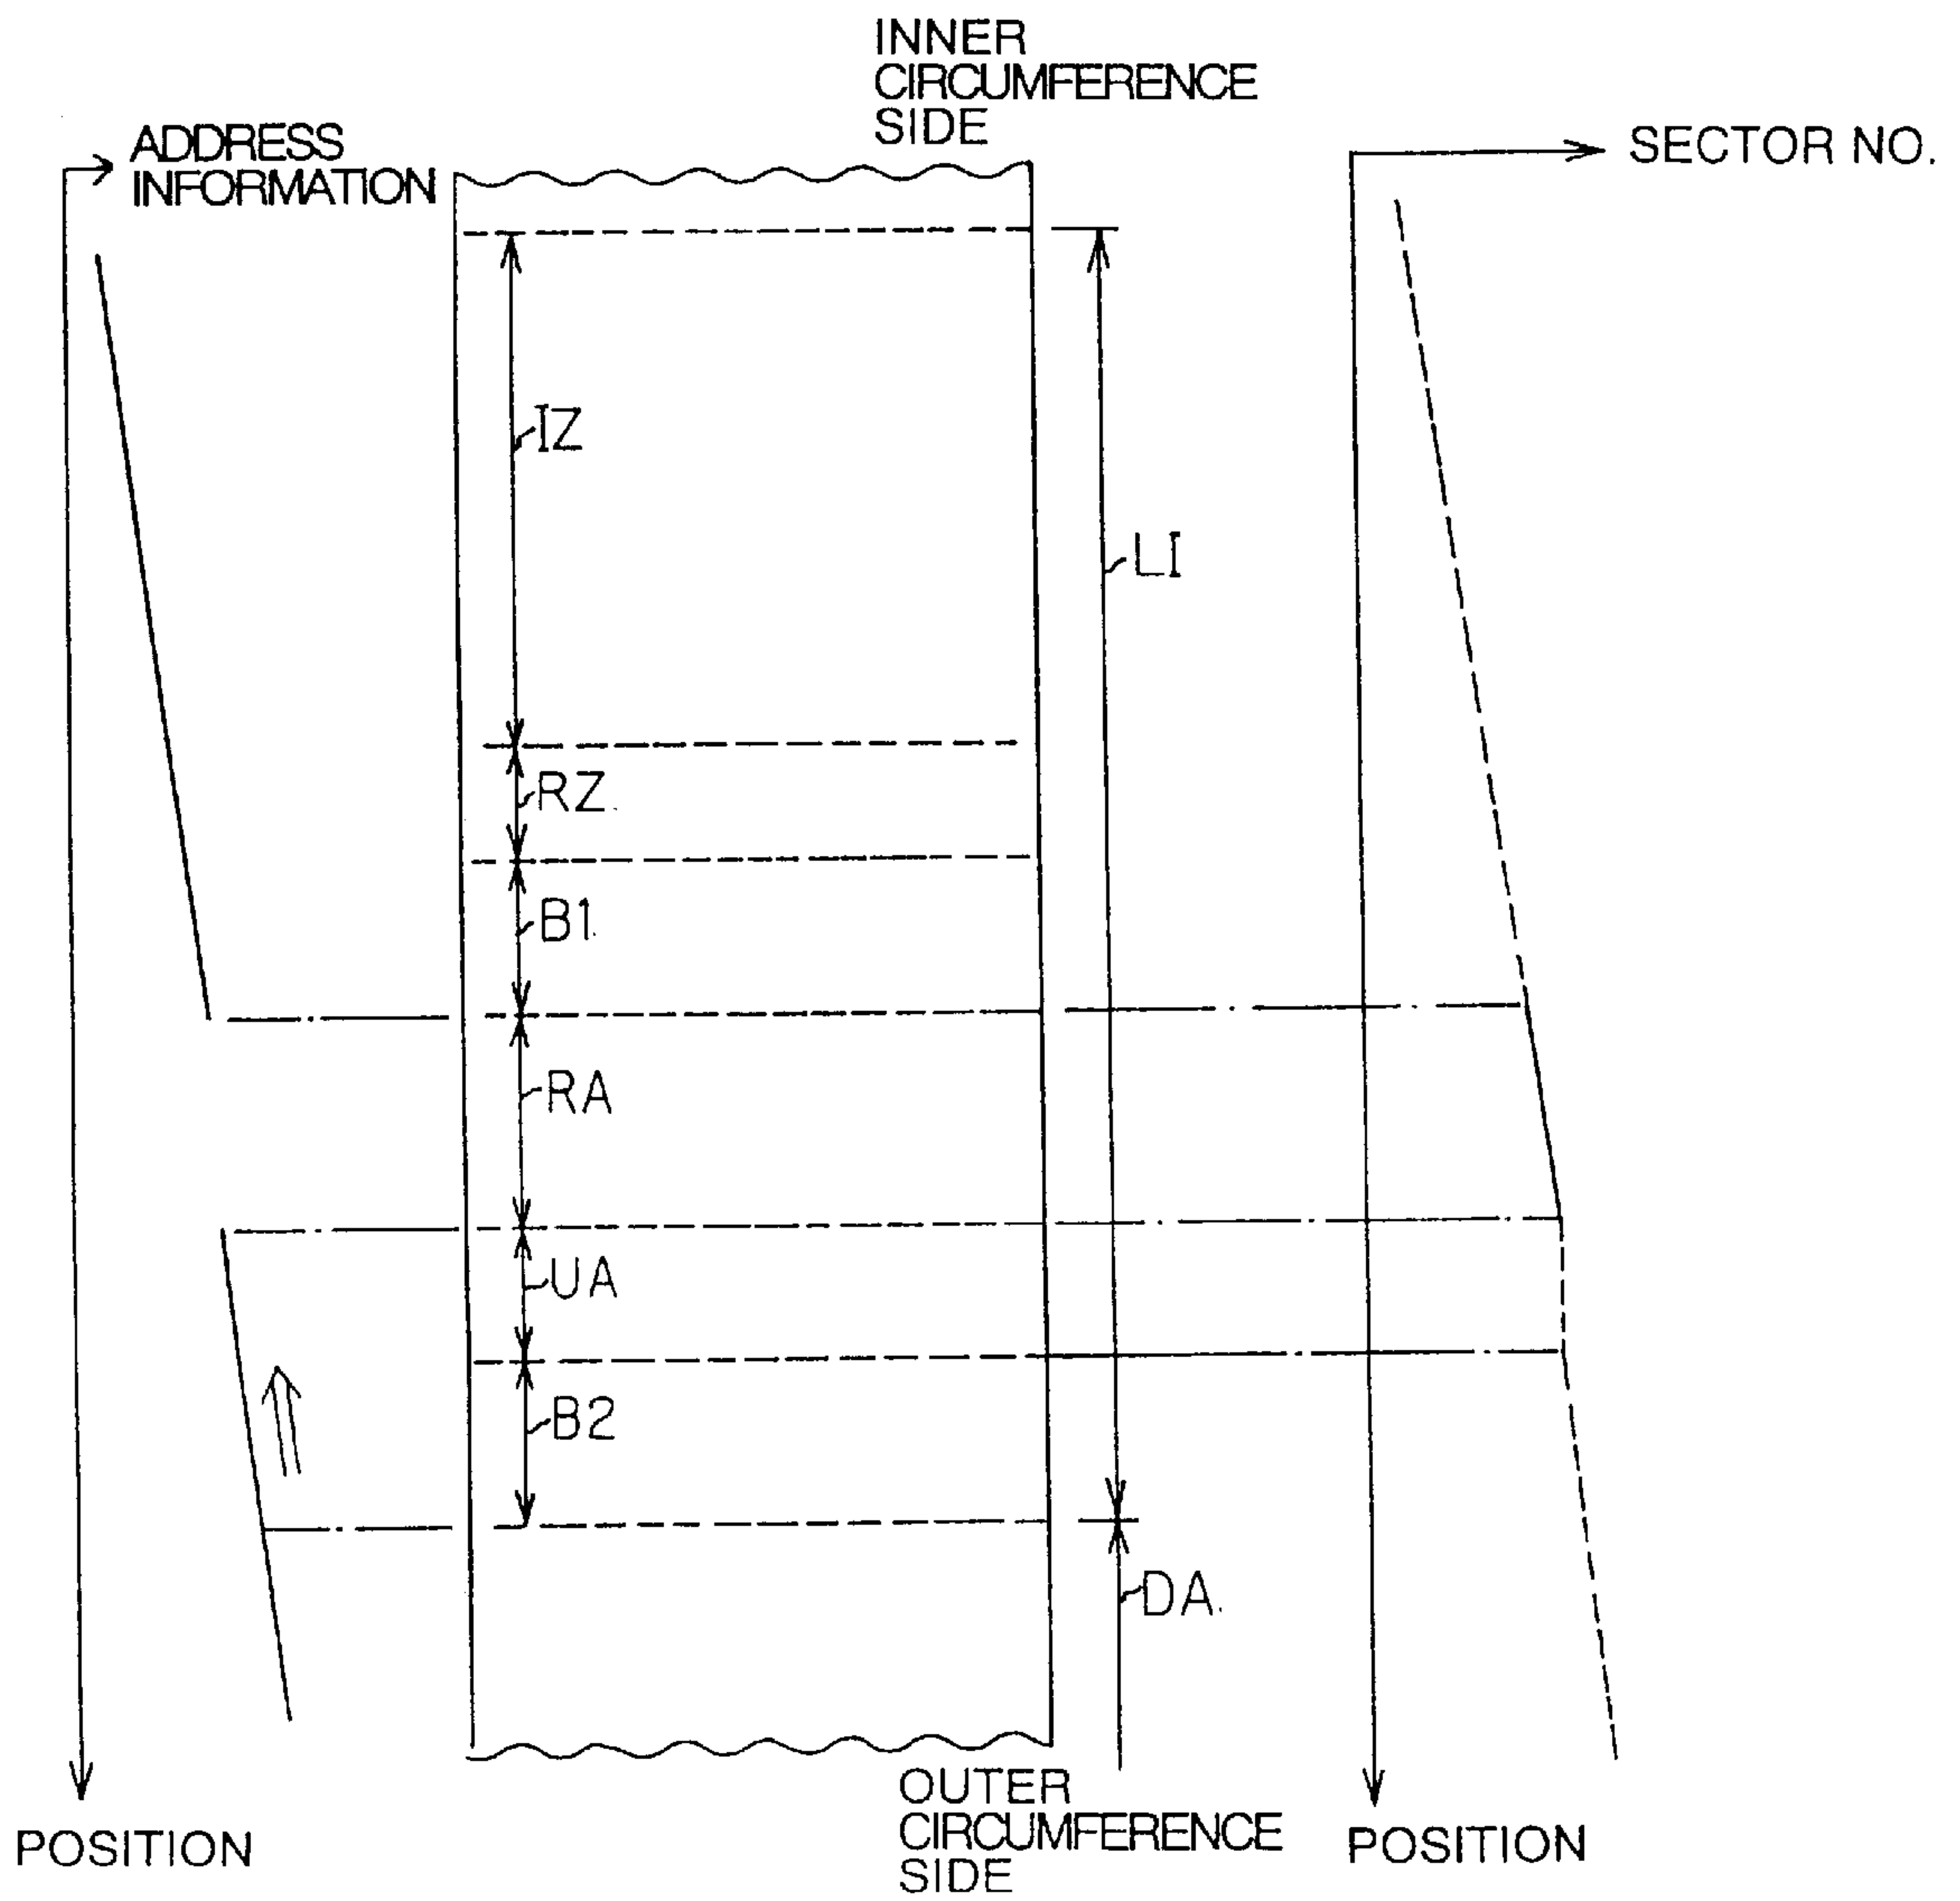 INNER
CIRCUMFERENCE
SIDE
ADDRESS
INFORMATION
SECTOR NO.
IZ
LI
RZ
B1
RA
UA
B2
DA
OUTER
CIRCUMFERENCE
SIDE
POSITION
POSITION